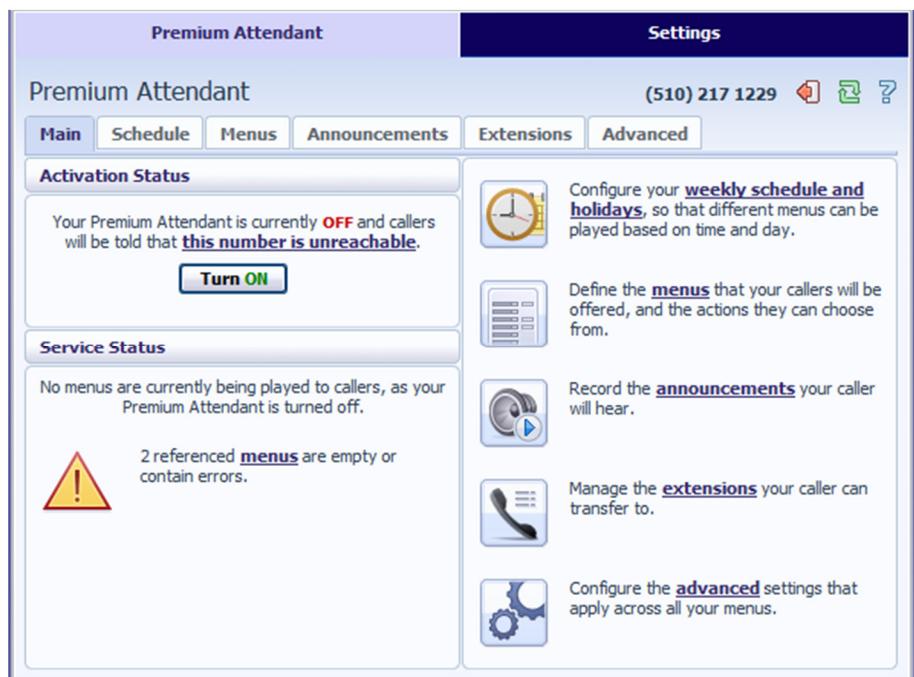 Premium Attendant
Settings
Premium Attendant
(510) 217 1229
?
Main
Schedule
Menus
Announcements
Extensions
Advanced
Activation Status
Your Premium Attendant is currently OFF and callers
will be told that this number is unreachable.
Turn ON
Service Status
No menus are currently being played to callers, as your
Premium Attendant is turned off.
2 referenced menus are empty or
contain errors.
Configure your weekly schedule and
holidays, so that different menus can be
played based on time and day.
Define the menus that your callers will be
offered, and the actions they can choose
from.
Record the announcements your caller
will hear.
Manage the extensions your caller can
transfer to.
Configure the advanced settings that
apply across all your menus.